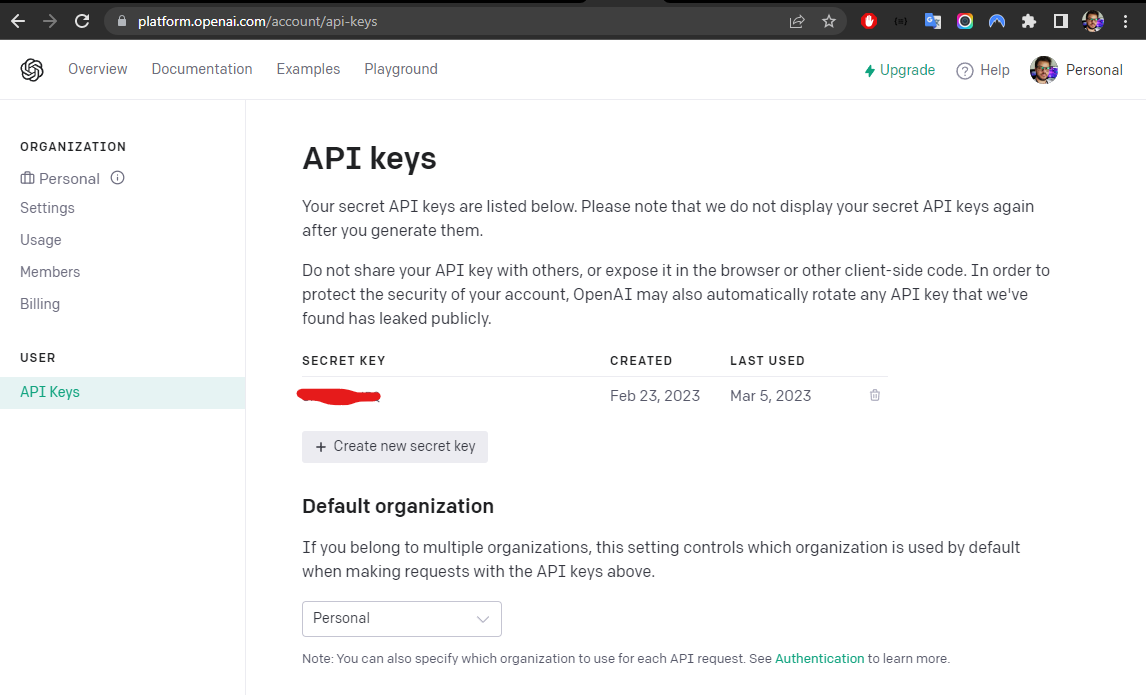 platform.openai.com/account/api-keys
Overview
Documentation
Examples
Playground
Upgrade
Help
Personal
ORGANIZATION
Personal
Settings
Usage
Members
Billing
USER
API Keys
API keys
Your secret API keys are listed below. Please note that we do not display your secret API keys again
after you generate them.
Do not share your API key with others, or expose it in the browser or other client-side code. In order to
protect the security of your account, OpenAI may also automatically rotate any API key that we've
found has leaked publicly.
SECRET KEY CREATED LAST USED
Feb 23, 2023 Mar 5, 2023
+ Create new secret key
Default organization
If you belong to multiple organizations, this setting controls which organization is used by default
when making requests with the API keys above.
Personal
Note: You can also specify which organization to use for each API request. See Authentication to learn more.